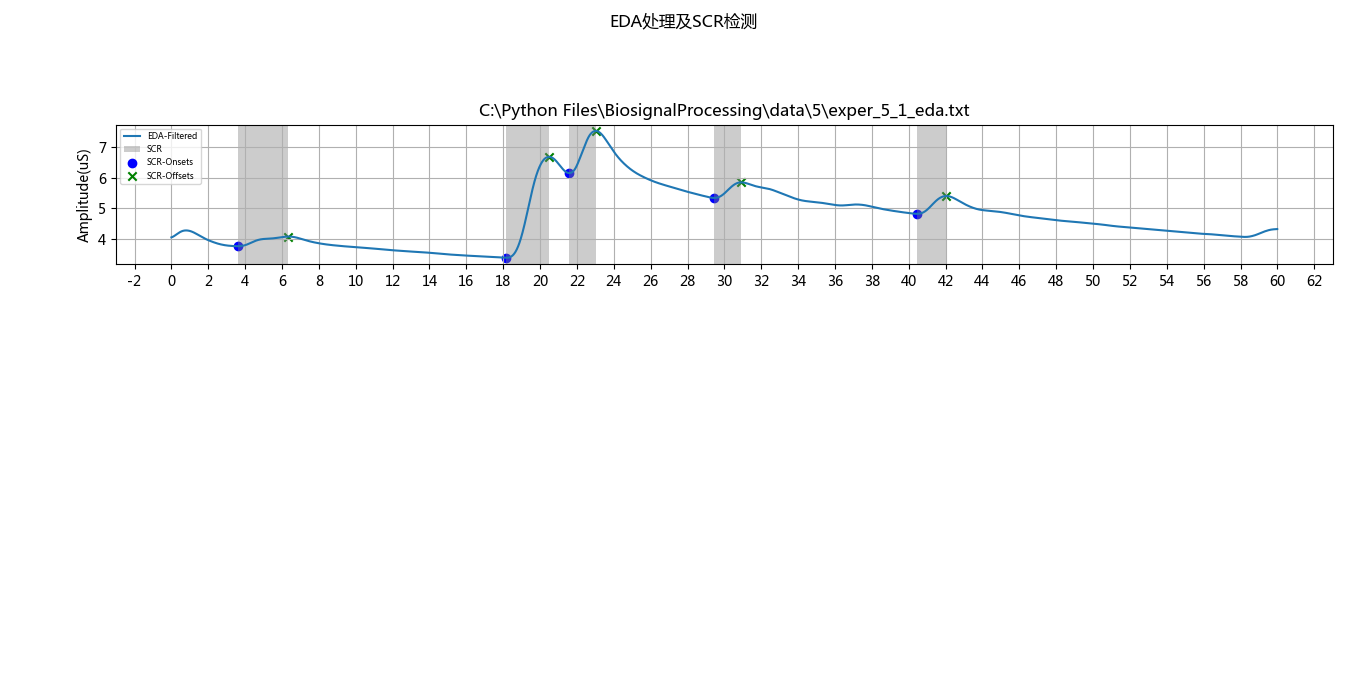 EDA处理及SCR检测
C:\Python Files\BiosignalProcessing\data\5\exper_5_1_eda.txt
EDA-Filtered
SCR
SCR-Onsets
SCR-Offsets
Amplitude(uS)
7
6
5
4
-2 0 2 4 6 8 10 12 14 16 18 20 22 24 26 28 30 32 34 36 38 40 42 44 46 48 50 52 54 56 58 60 62